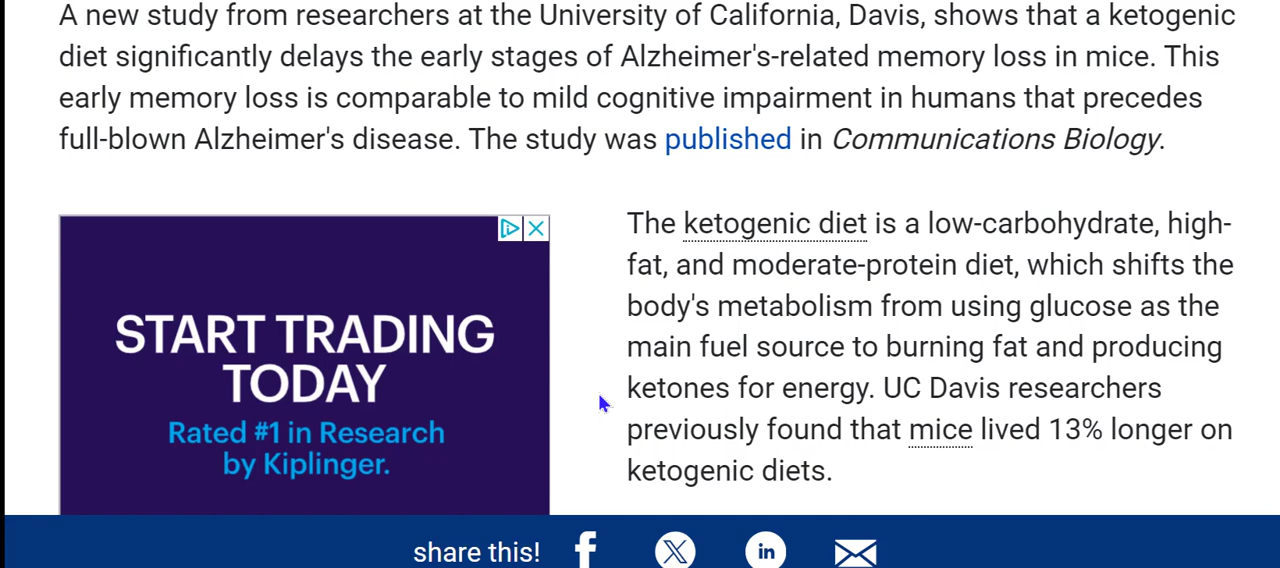 A new study from researchers at the University of California, Davis, shows that a ketogenic
diet significantly delays the early stages of Alzheimer's-related memory loss in mice. This
early memory loss is comparable to mild cognitive impairment in humans that precedes
full-blown Alzheimer's disease. The study was published in Communications Biology.
START TRADING
TODAY
Rated #1 in Research
by Kiplinger.
The ketogenic diet is a low-carbohydrate, high-
fat, and moderate-protein diet, which shifts the
body's metabolism from using glucose as the
main fuel source to burning fat and producing
ketones for energy. UC Davis researchers
previously found that mice lived 13% longer on
ketogenic diets.
share this!